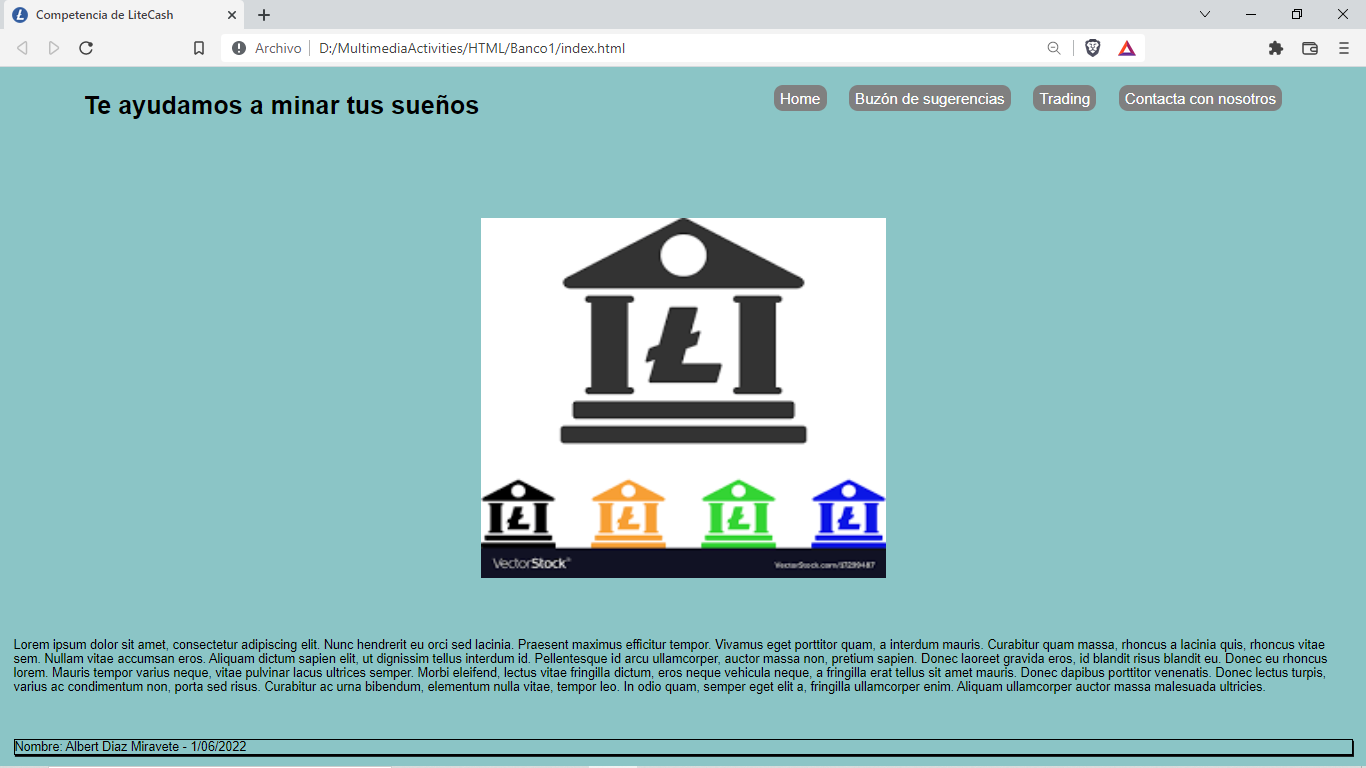 Competencia de LiteCash
Archivo D:/MultimediaActivities/HTML/Banco1/index.html
Te ayudamos a minar tus sueños
Home Buzón de sugerencias Trading Contacta con nosotros
VectorStock®
Lorem ipsum dolor sit amet, consectetur adipiscing elit. Nunc hendrerit eu orci sed lacinia. Praesent maximus efficitur tempor. Vivamus eget porttitor quam, a interdum mauris. Curabitur quam massa, rhoncus a lacinia quis, rhoncus vitae
sem. Nullam vitae accumsan eros. Aliquam dictum sapien elit, ut dignissim tellus interdum id. Pellentesque id arcu ullamcorper, auctor massa non, pretium sapien. Donec laoreet gravida eros, id blandit risus blandit eu. Donec eu rhoncus
lorem. Mauris tempor varius neque, vitae pulvinar lacus ultrices semper. Morbi eleifend, lectus vitae fringilla dictum, eros neque vehicula neque, a fringilla erat tellus sit amet mauris. Donec dapibus porttitor venenatis. Donec lectus turpis,
varius ac condimentum non, porta sed risus. Curabitur ac urna bibendum, elementum nulla vitae, tempor leo. In odio quam, semper eget elit a, fringilla ullamcorper enim. Aliquam ullamcorper auctor massa malesuada ultricies.
Nombre: Albert Diaz Miravete - 1/06/2022